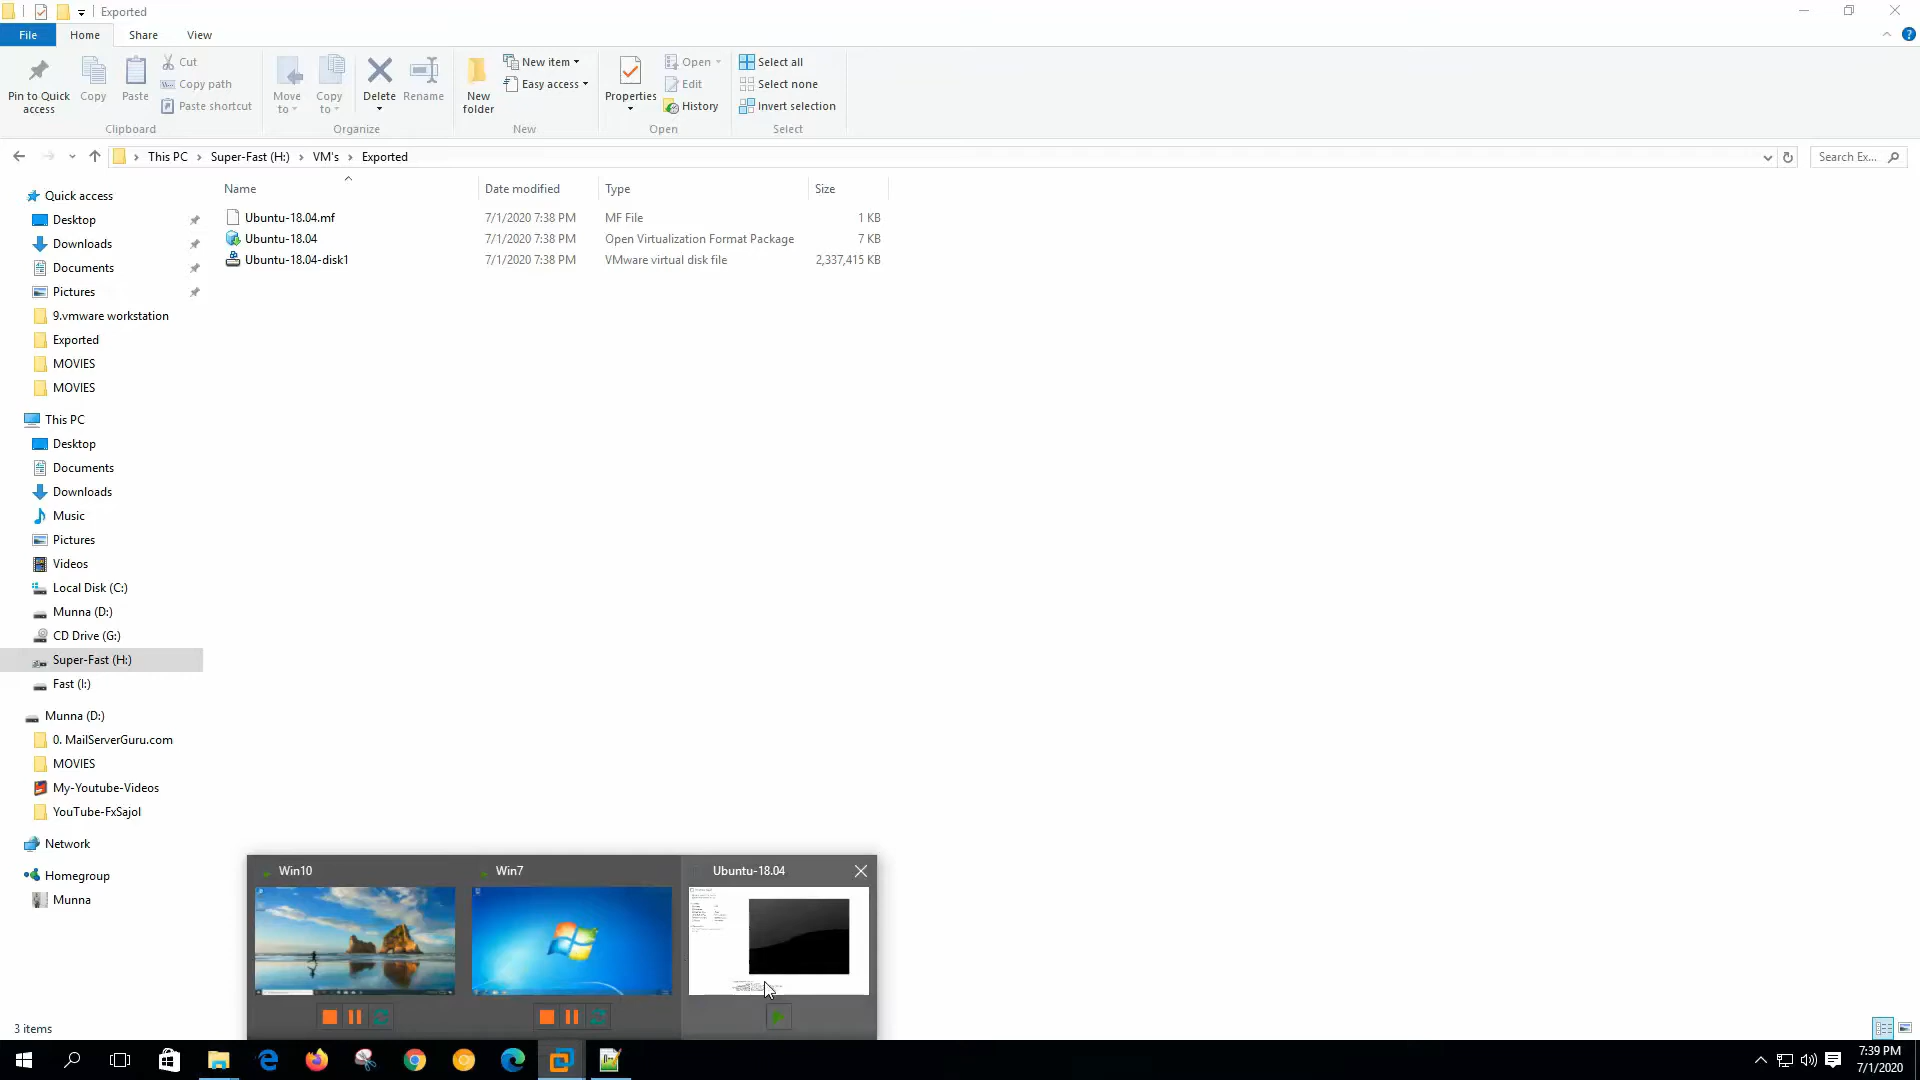 Exported
File
Home
Share
View
Pin to Quick access
Copy
Paste
Cut
Copy path
Paste shortcut
Clipboard
Move to
Copy to
Delete
Rename
Organize
New folder
New item
Easy access
New
Properties
Open
Edit
History
Open
Select all
Select none
Invert selection
Select
This PC
Super-Fast (H:)
VM's
Exported
Search Ex...
Name
Date modified
Type
Size
Ubuntu-18.04.mf 7/1/2020 7:38 PM MF File 1 KB
Ubuntu-18.04 7/1/2020 7:38 PM Open Virtualization Format Package 7 KB
Ubuntu-18.04-disk1 7/1/2020 7:38 PM VMware virtual disk file 2,337,415 KB
Quick access
Desktop
Downloads
Documents
Pictures
9.vmware workstation
Exported
MOVIES
MOVIES
This PC
Desktop
Documents
Downloads
Music
Pictures
Videos
Local Disk (C:)
Munna (D:)
CD Drive (G:)
Super-Fast (H:)
Fast (I:)
Munna (D:)
0. MailServerGuru.com
MOVIES
My-Youtube-Videos
YouTube-FxSajol
Network
Homegroup
Munna
Win10
Win7
Ubuntu-18.04
3 items
7:39 PM
7/1/2020